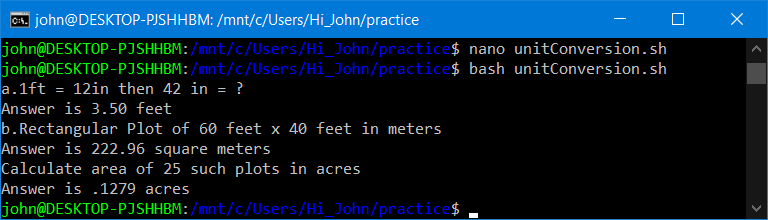 john@DESKTOP-PJSHHBM: /mnt/c/Users/Hi_John/practice
john@DESKTOP-PJSHHBM:/mnt/c/Users/Hi_John/practice$ nano unitConversion.sh
john@DESKTOP-PJSHHBM:/mnt/c/Users/Hi_John/practice$ bash unitConversion.sh
a.1ft = 12in then 42 in = ?
Answer is 3.50 feet
b.Rectangular Plot of 60 feet x 40 feet in meters
Answer is 222.96 square meters
Calculate area of 25 such plots in acres
Answer is .1279 acres
john@DESKTOP-PJSHHBM:/mnt/c/Users/Hi_John/practice$